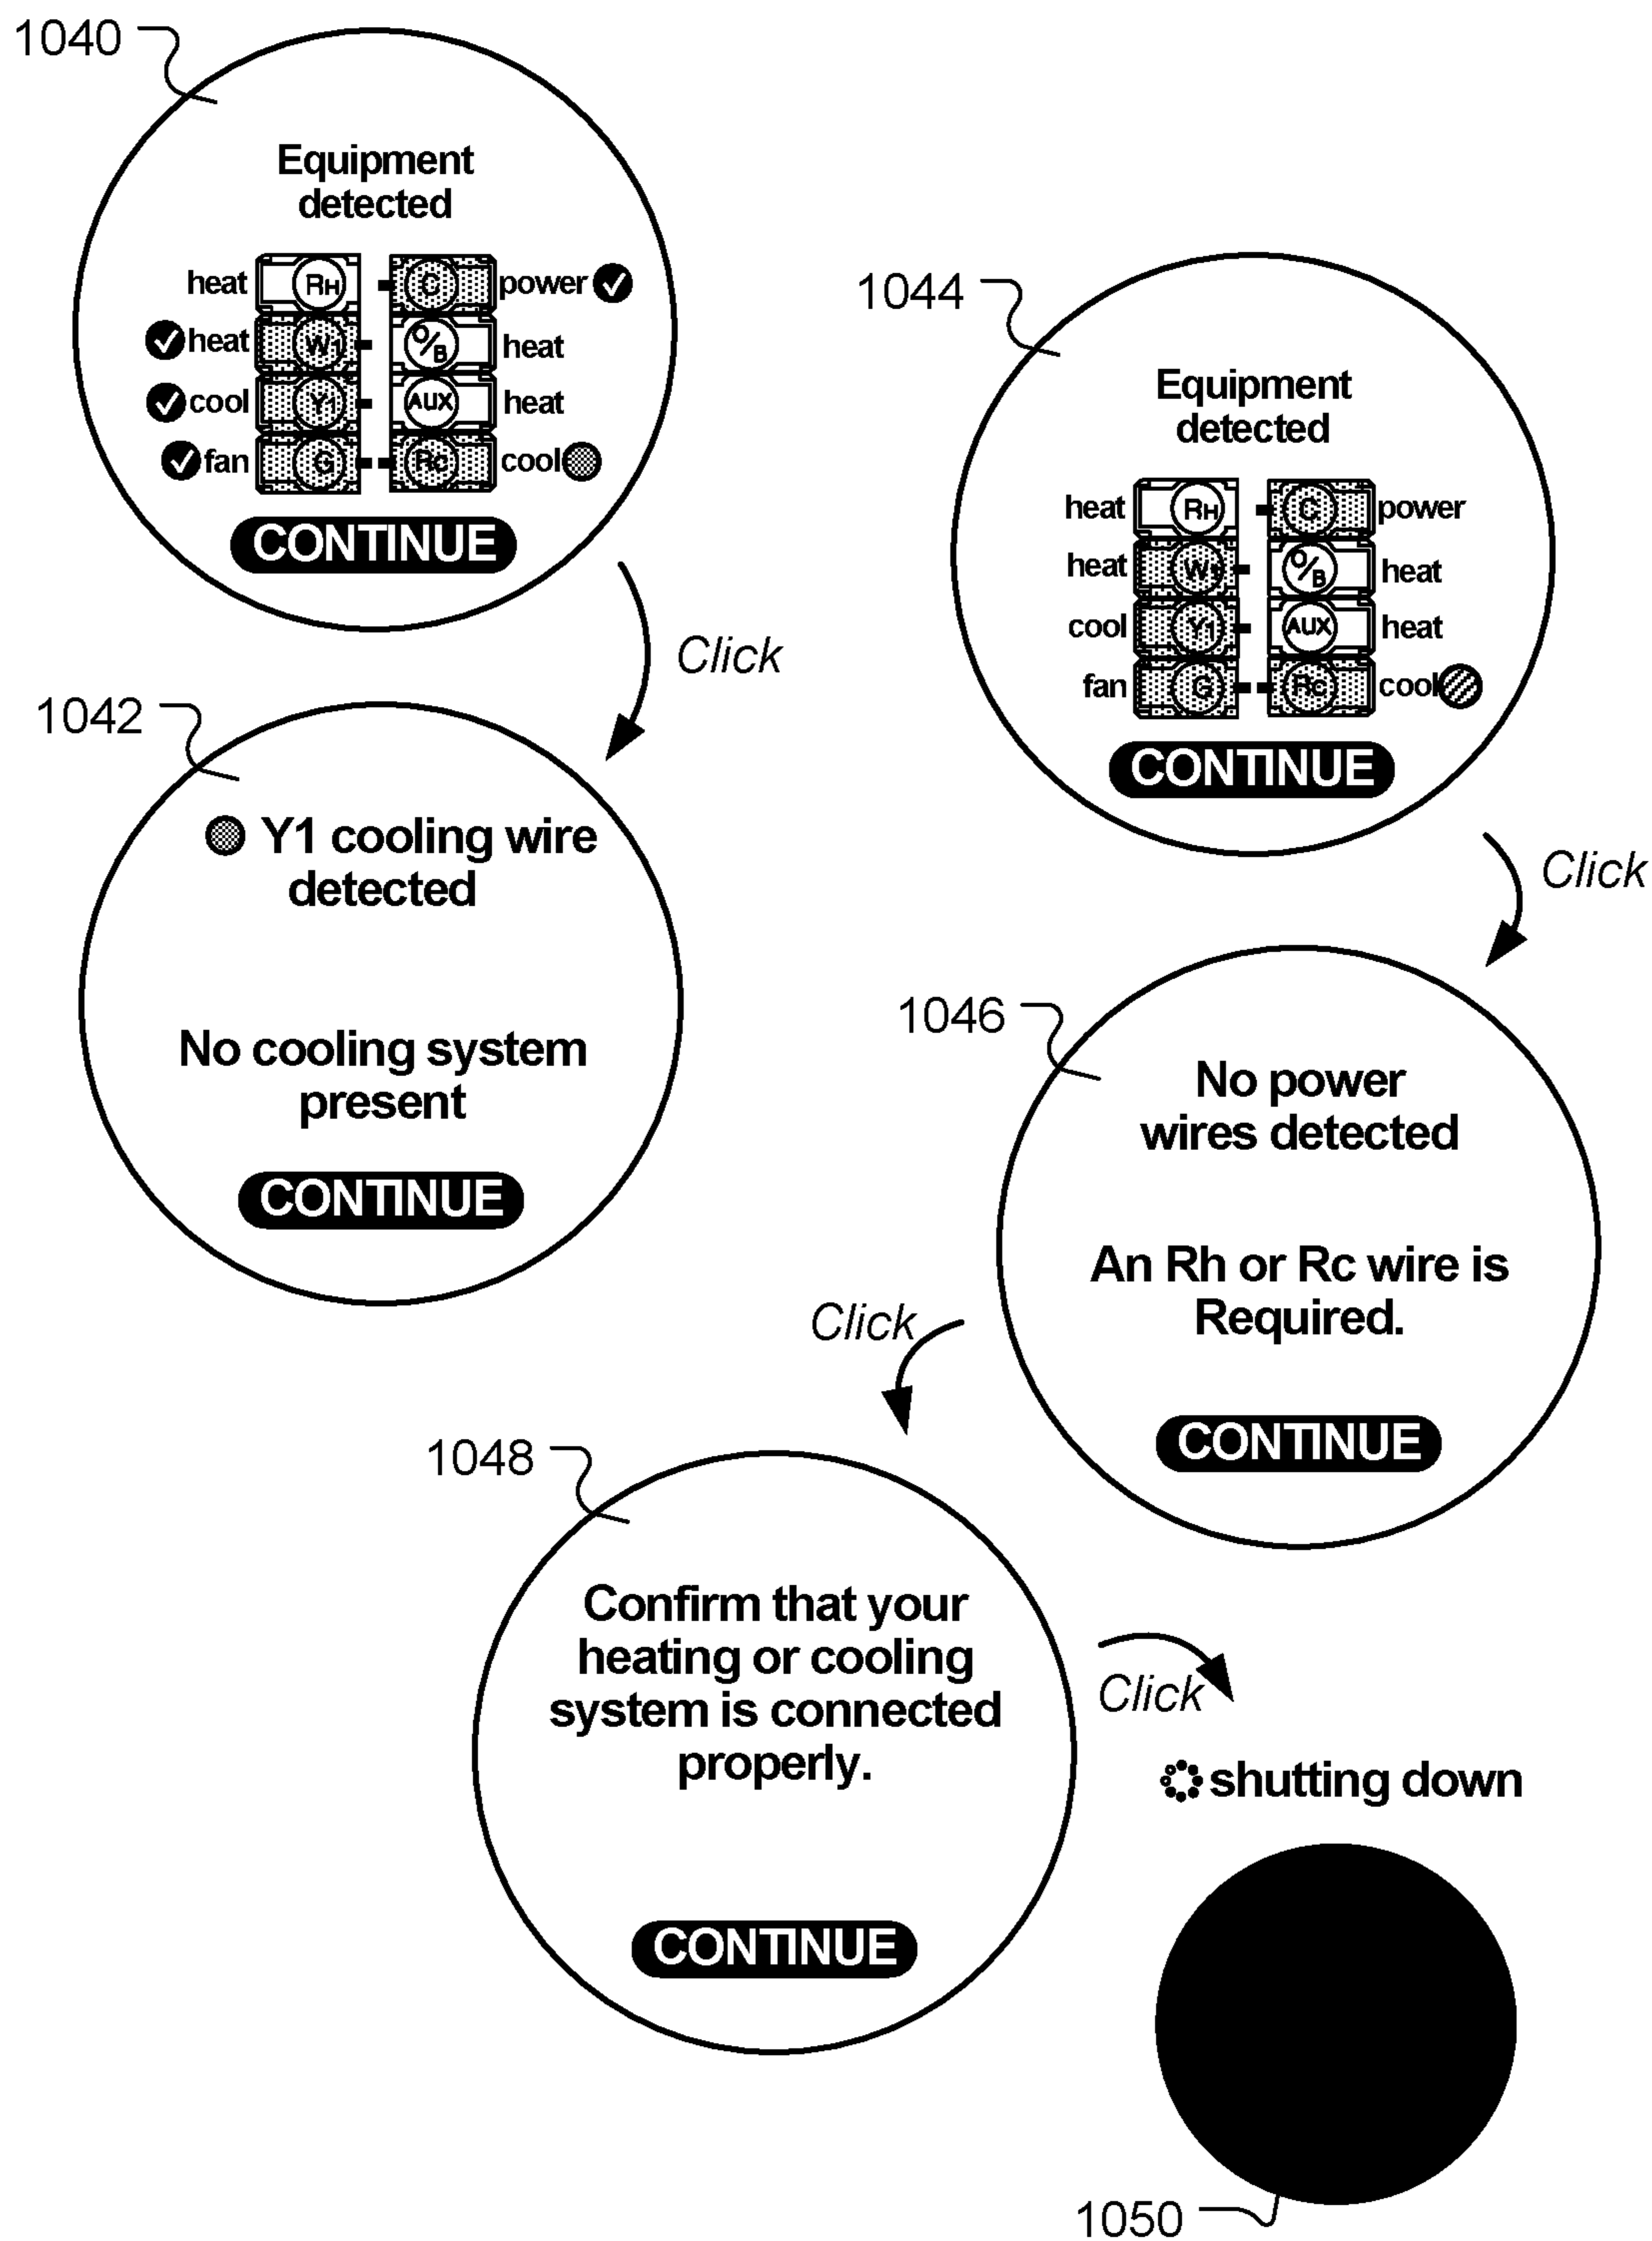 1040
Equipment
detected
heat RH C power
heat W1 O/B heat
cool Y1 AUX heat
fan G Rc cool
CONTINUE
Click
1042
Y1 cooling wire
detected
No cooling system
present
CONTINUE
1044
Equipment
detected
heat RH C power
heat W1 O/B heat
cool Y1 AUX heat
fan G Rc cool
CONTINUE
Click
1046
No power
wires detected
An Rh or Rc wire is
Required.
CONTINUE
Click
1048
Confirm that your
heating or cooling
system is connected
properly.
CONTINUE
Click
shutting down
1050